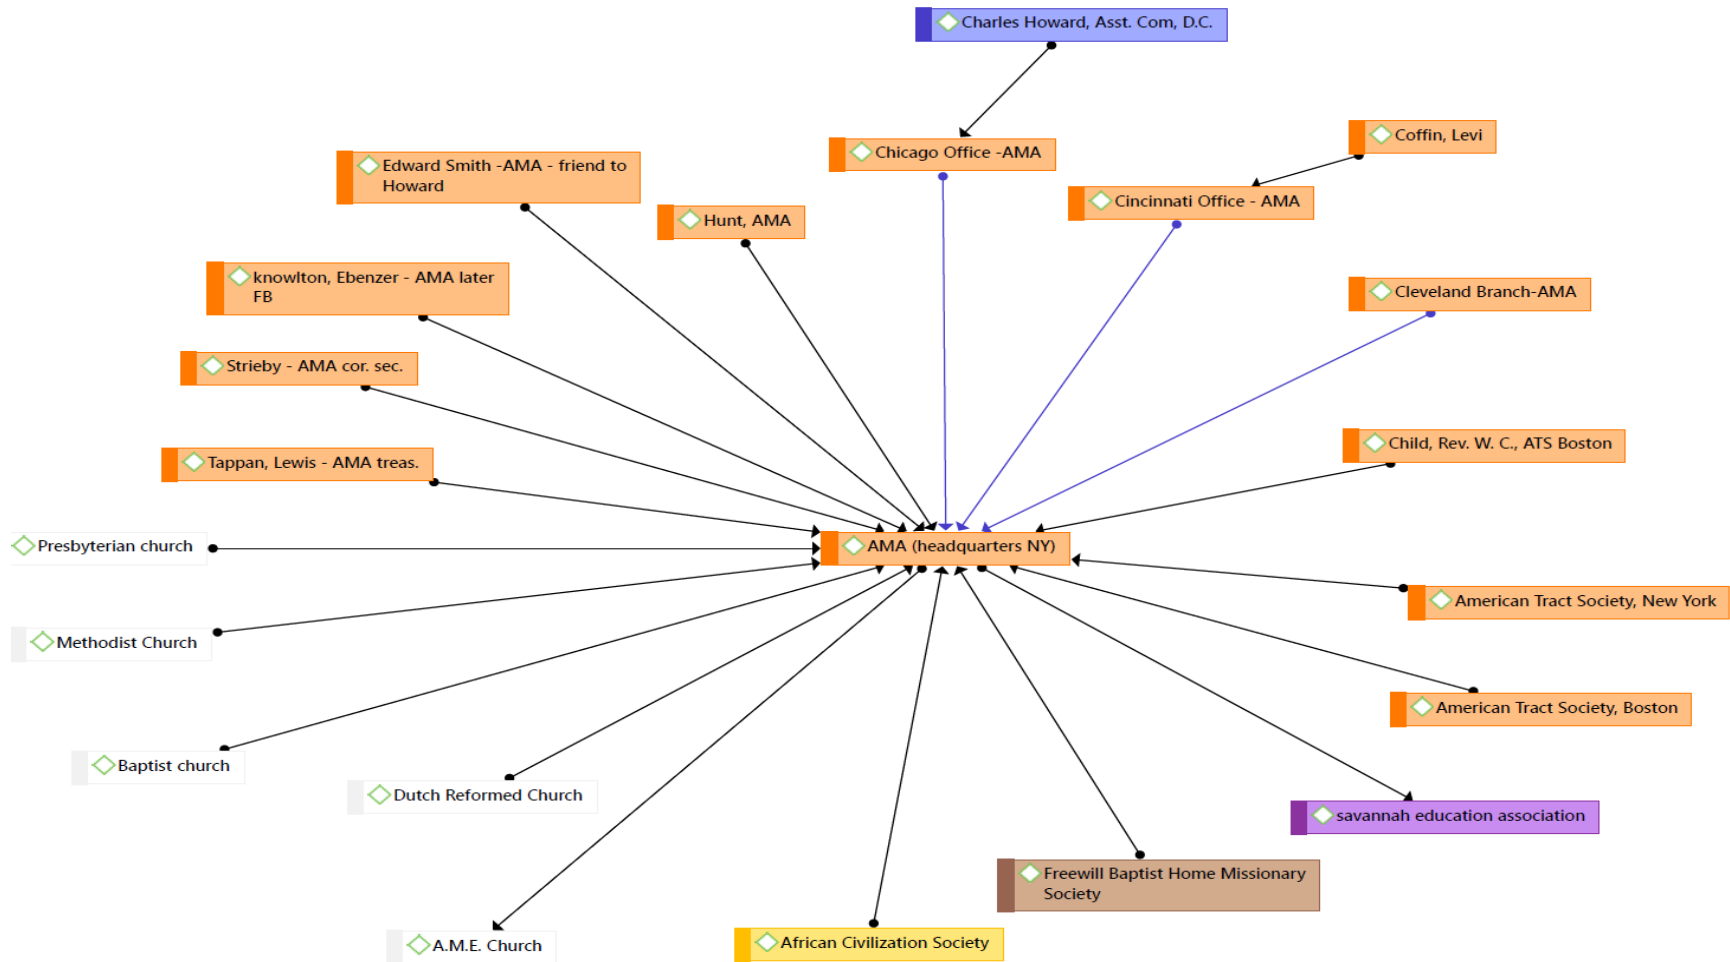 Charles Howard, Asst. Com, D.C.
Coffin, Levi
Chicago Office -AMA
Edward Smith -AMA - friend to
Howard
Cincinnati Office - AMA
Hunt, AMA
knowlton, Ebenzer - AMA later
FB
Cleveland Branch-AMA
Strieby - AMA cor. sec.
Child, Rev. W. C., ATS Boston
Tappan, Lewis - AMA treas.
Presbyterian church
AMA (headquarters NY)
American Tract Society, New York
Methodist Church
American Tract Society, Boston
Baptist church
Dutch Reformed Church
savannah education association
Freewill Baptist Home Missionary
Society
A.M.E. Church
African Civilization Society